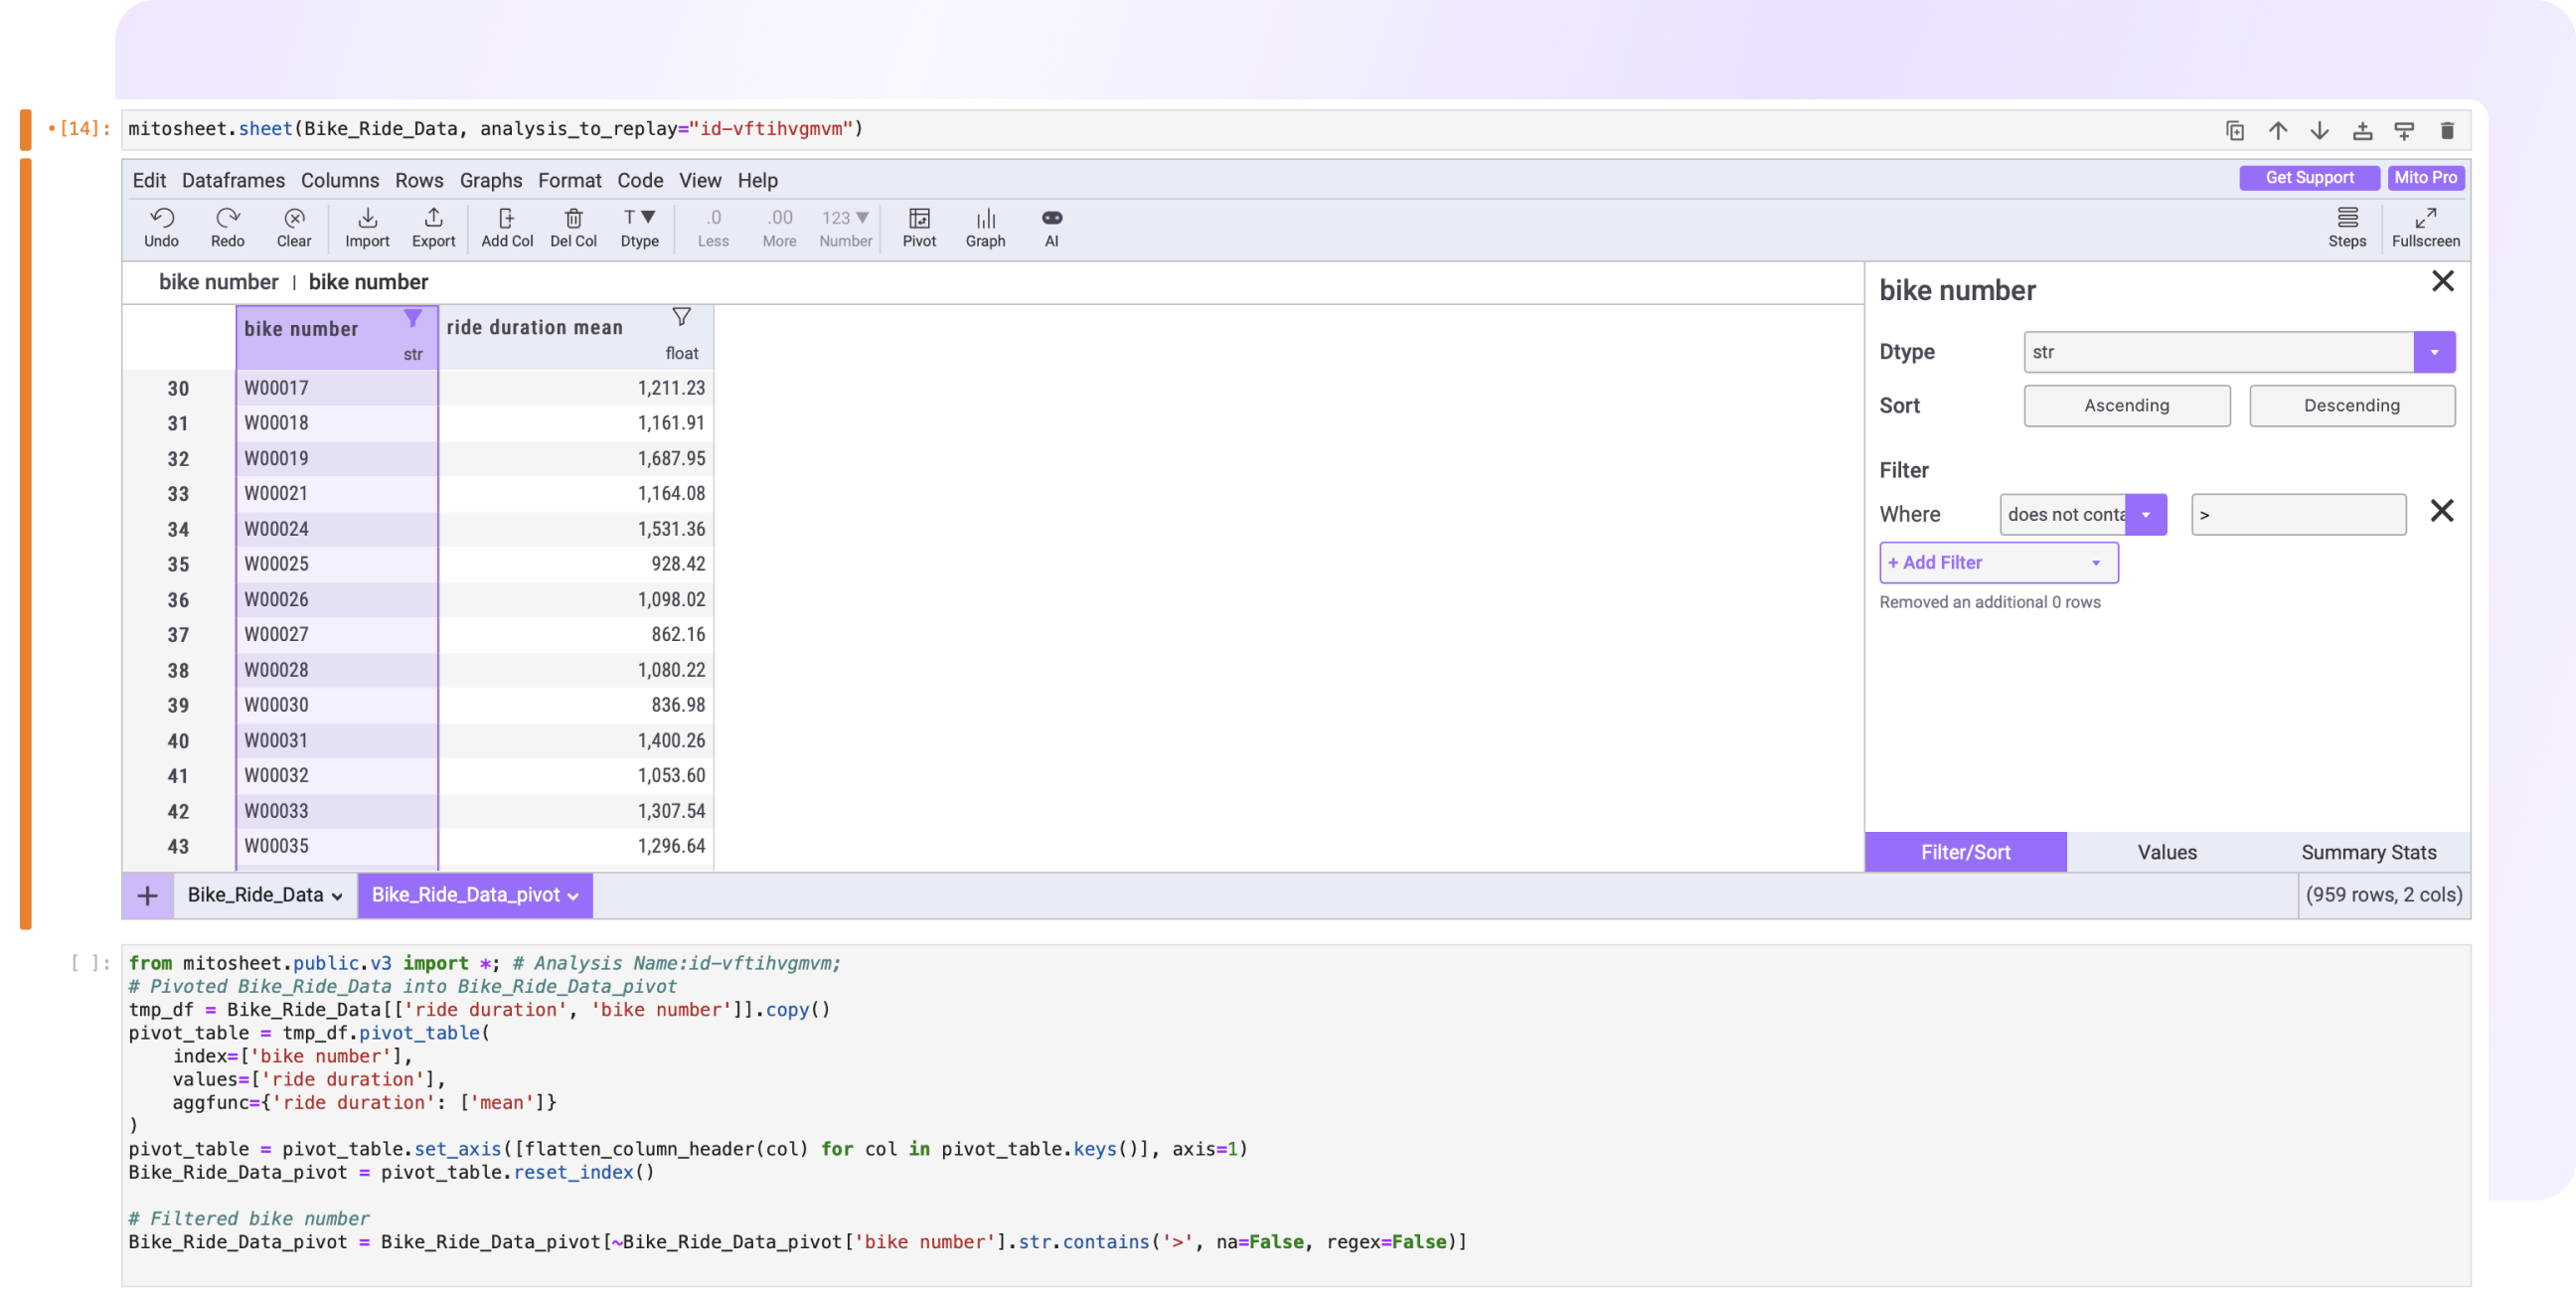 •[14]: mitosheet.sheet(Bike_Ride_Data, analysis_to_replay="id-vftihvgmvm")
Edit Dataframes Columns Rows Graphs Format Code View Help Get Support Mito Pro
T .0 .00 123
Undo Redo Clear Import Export Add Col Del Col Dtype Less More Number Pivot Graph AI Steps Fullscreen
bike number | bike number
bike number ride duration mean
str float
30 W00017 1,211.23
31 W00018 1,161.91
32 W00019 1,687.95
33 W00021 1,164.08
34 W00024 1,531.36
35 W00025 928.42
36 W00026 1,098.02
37 W00027 862.16
38 W00028 1,080.22
39 W00030 836.98
40 W00031 1,400.26
41 W00032 1,053.60
42 W00033 1,307.54
43 W00035 1,296.64
bike number
Dtype str
Sort Ascending Descending
Filter
Where does not conta >
+ Add Filter
Removed an additional 0 rows
Filter/Sort Values Summary Stats
+ Bike_Ride_Data Bike_Ride_Data_pivot (959 rows, 2 cols)
[ ]: from mitosheet.public.v3 import *; # Analysis Name:id-vftihvgmvm;
# Pivoted Bike_Ride_Data into Bike_Ride_Data_pivot
tmp_df = Bike_Ride_Data[['ride duration', 'bike number']].copy()
pivot_table = tmp_df.pivot_table(
    index=['bike number'],
    values=['ride duration'],
    aggfunc={'ride duration': ['mean']}
)
pivot_table = pivot_table.set_axis([flatten_column_header(col) for col in pivot_table.keys()], axis=1)
Bike_Ride_Data_pivot = pivot_table.reset_index()
# Filtered bike number
Bike_Ride_Data_pivot = Bike_Ride_Data_pivot[~Bike_Ride_Data_pivot['bike number'].str.contains('>', na=False, regex=False)]